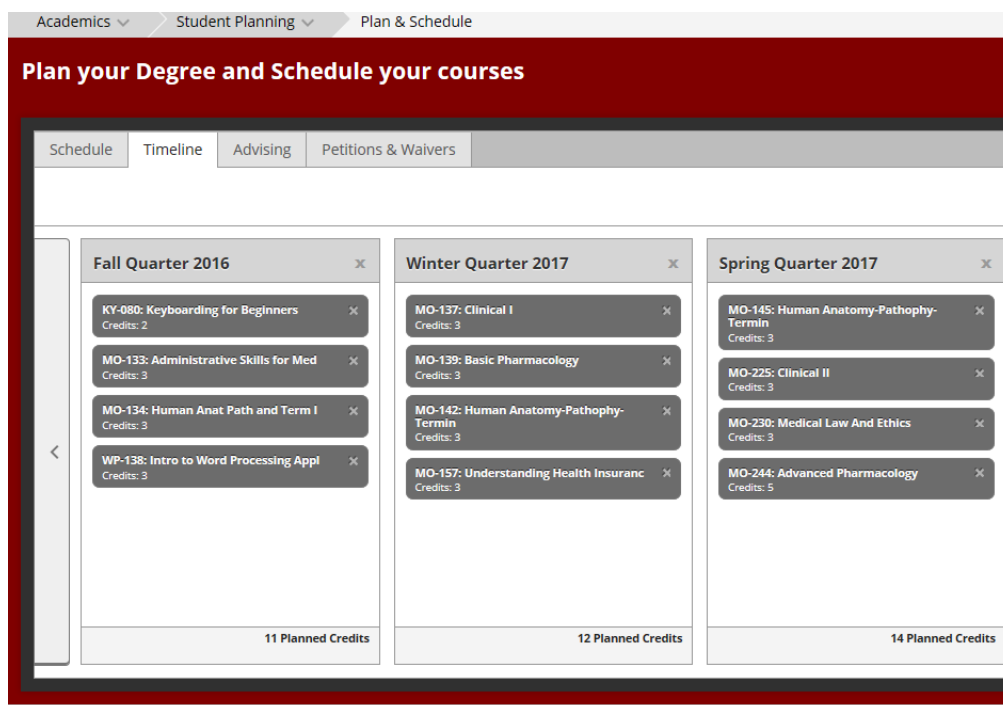 Academics Student Planning Plan & Schedule
Plan your Degree and Schedule your courses
Schedule Timeline Advising Petitions & Waivers
Fall Quarter 2016 x
KY-080: Keyboarding for Beginners x
Credits: 2
MO-133: Administrative Skills for Med x
Credits: 3
MO-134: Human Anat Path and Term I x
Credits: 3
WP-138: Intro to Word Processing Appl x
Credits: 3
11 Planned Credits
Winter Quarter 2017 x
MO-137: Clinical I x
Credits: 3
MO-139: Basic Pharmacology x
Credits: 3
MO-142: Human Anatomy-Pathophy- x
Termin
Credits: 3
MO-157: Understanding Health Insuranc x
Credits: 3
12 Planned Credits
Spring Quarter 2017 x
MO-145: Human Anatomy-Pathophy- x
Termin
Credits: 3
MO-225: Clinical II x
Credits: 3
MO-230: Medical Law And Ethics x
Credits: 3
MO-244: Advanced Pharmacology x
Credits: 5
14 Planned Credits